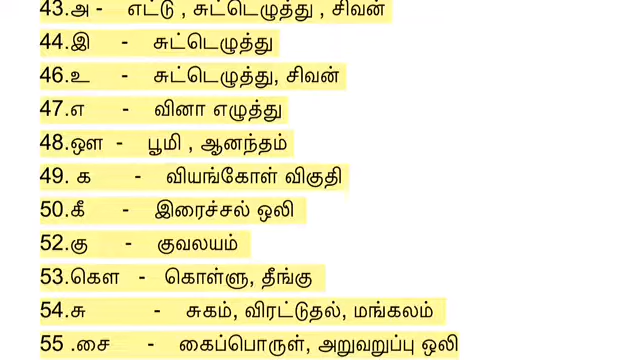 43.அ - எட்டு , சுட்டெழுத்து , சிவன்
44.இ - சுட்டெழுத்து
46.உ - சுட்டெழுத்து, சிவன்
47.எ - வினா எழுத்து
48.ஔ - பூமி , ஆனந்தம்
49. க - வியங்கோள் விகுதி
50.கீ - இரைச்சல் ஒலி
52.கு - குவலயம்
53.கௌ - கொள்ளு, தீங்கு
54.சு - சுகம், விரட்டுதல், மங்கலம்
55 .சை - கைப்பொருள், அறுவறுப்பு ஒலி